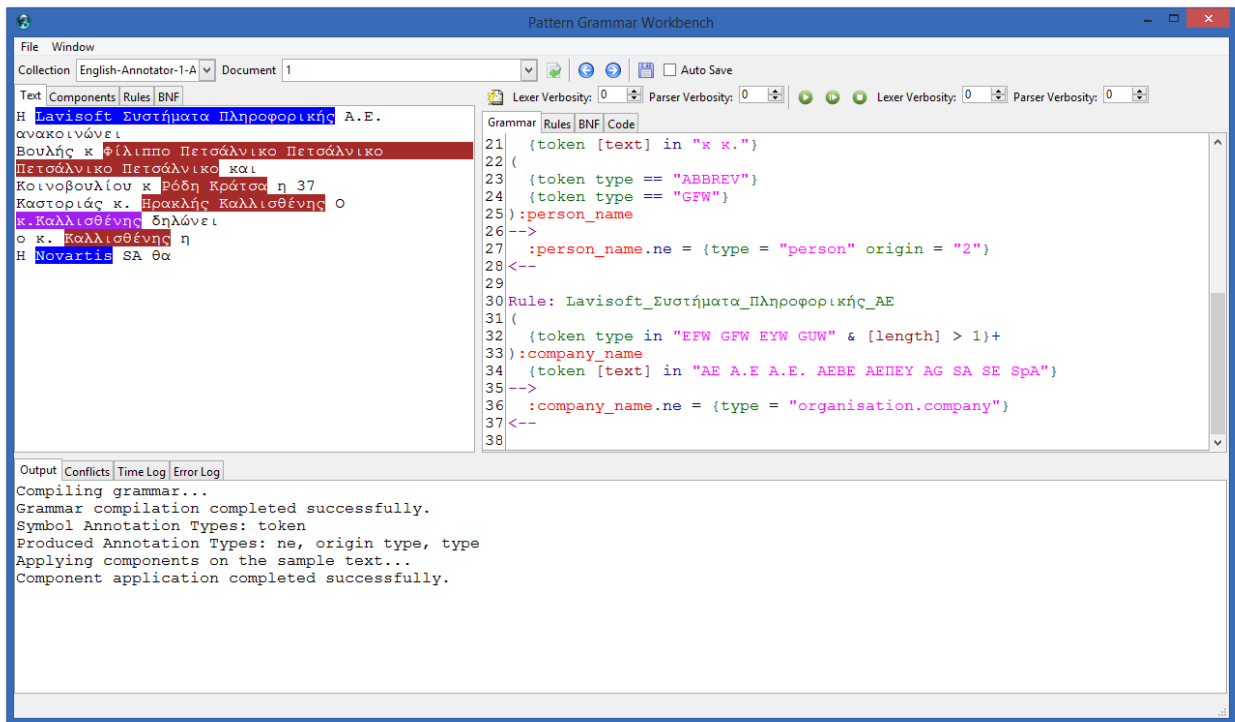 Pattern Grammar Workbench
File Window
Collection English-Annotator-1-A Document 1 Auto Save
Text Components Rules BNF
Η Lavisoft Συστήματα Πληροφορικής Α.Ε.
ανακοινώνει
Βουλής κ Φίλιππο Πετσάλνικο Πετσάλνικο
Πετσάλνικο Πετσάλνικο και
Κοινοβουλίου κ Ρόδη Κράτσα η 37
Καστοριάς κ. Ηρακλής Καλλισθένης Ο
κ.Καλλισθένης δηλώνει
ο κ. Καλλισθένης η
Η Novartis SA θα
Lexer Verbosity: 0 Parser Verbosity: 0 Lexer Verbosity: 0 Parser Verbosity: 0
Grammar Rules BNF Code
21 {token [text] in "κ κ."}
22 (
23 {token type == "ABBREV"}
24 {token type == "GFW"}
25 ):person_name
26 -->
27 :person_name.ne = {type = "person" origin = "2"}
28 <--
29
30 Rule: Lavisoft_Συστήματα_Πληροφορικής_ΑΕ
31 (
32 {token type in "EFW GFW EYW GUW" & [length] > 1}+
33 ):company_name
34 {token [text] in "ΑΕ Α.Ε Α.Ε. ΑΕΒΕ ΑΕΠΕΥ AG SA SE SpA"}
35 -->
36 :company_name.ne = {type = "organisation.company"}
37 <--
38
Output Conflicts Time Log Error Log
Compiling grammar...
Grammar compilation completed successfully.
Symbol Annotation Types: token
Produced Annotation Types: ne, origin type, type
Applying components on the sample text...
Component application completed successfully.